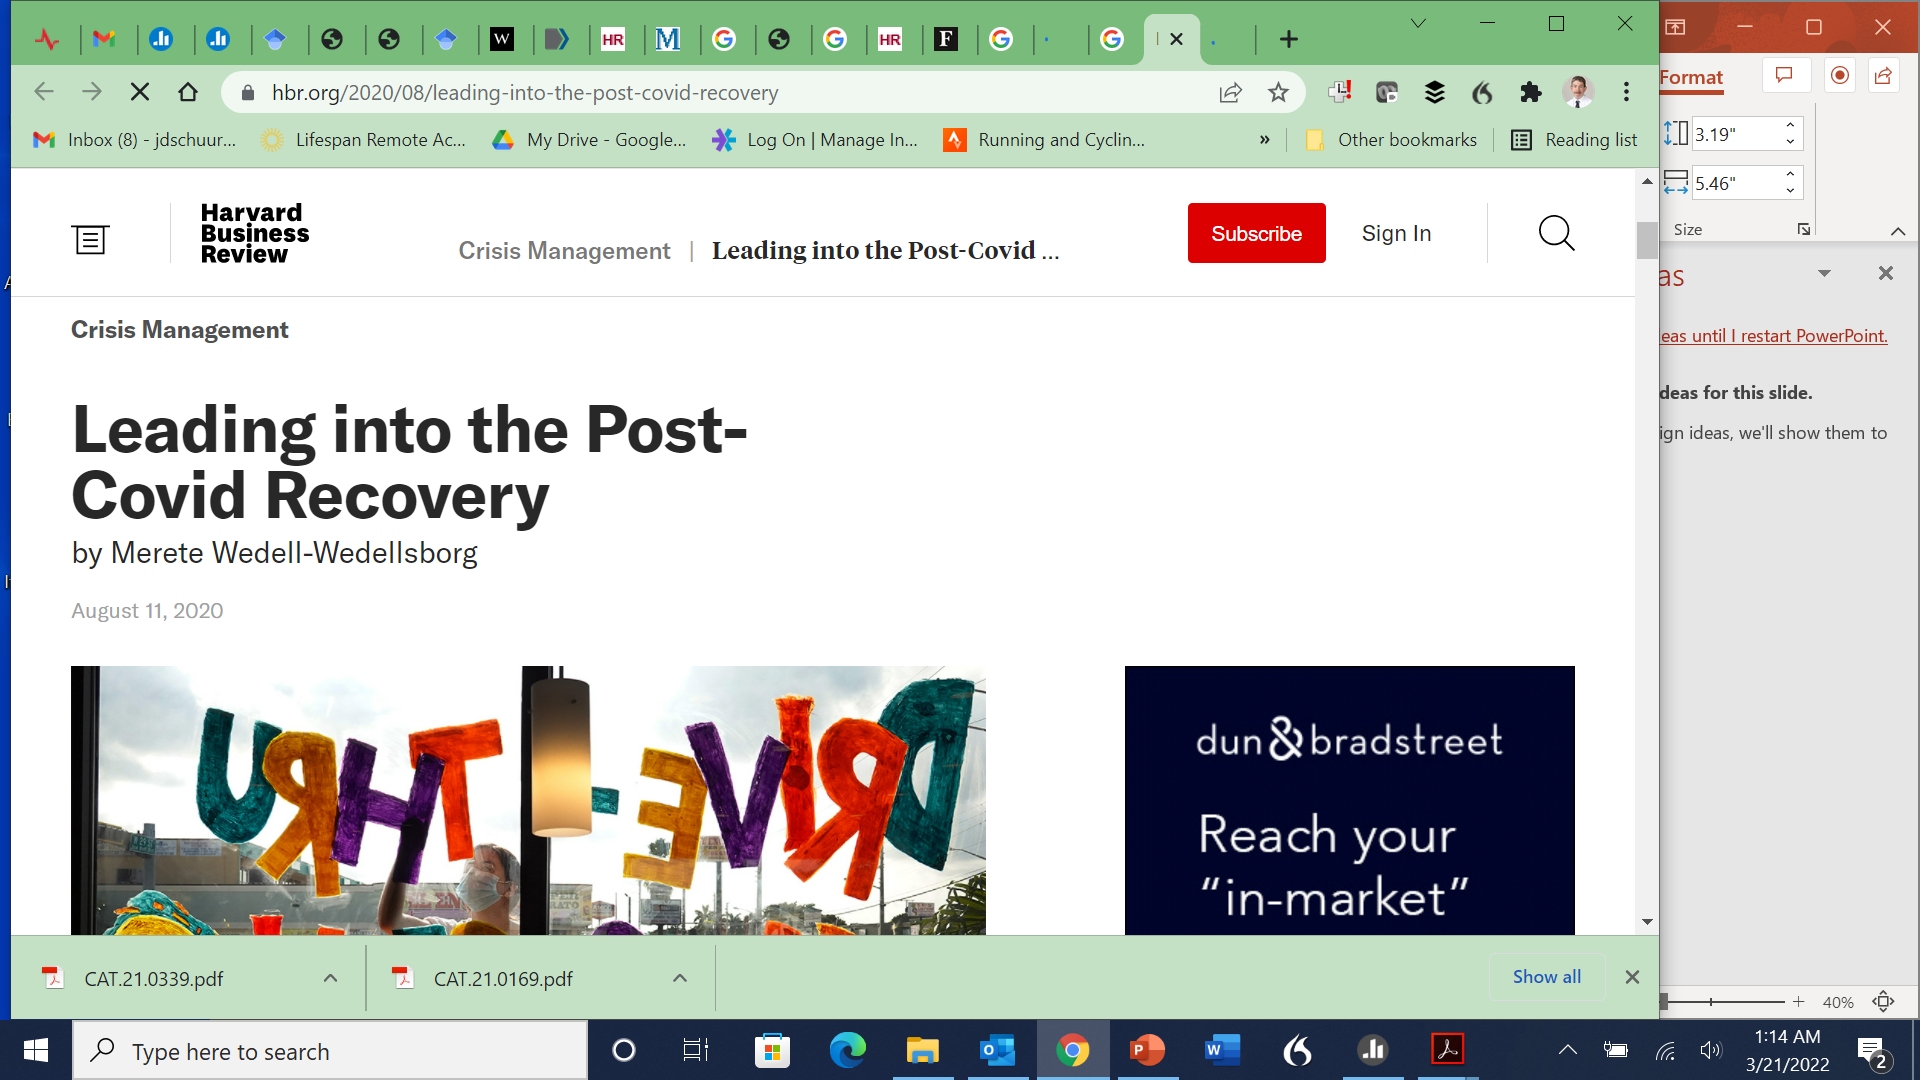 hbr.org/2020/08/leading-into-the-post-covid-recovery
Inbox (8) - jdschuur... Lifespan Remote Ac... My Drive - Google... Log On | Manage In... Running and Cyclin... » Other bookmarks Reading list
Harvard
Business
Review
Crisis Management | Leading into the Post-Covid ...
Subscribe
Sign In
Crisis Management
Leading into the Post-
Covid Recovery
by Merete Wedell-Wedellsborg
August 11, 2020
DRIVE-THRU
dun&bradstreet
Reach your
“in-market”
CAT.21.0339.pdf
CAT.21.0169.pdf
Show all
Format
3.19"
5.46"
Size
as
eas until I restart PowerPoint.
deas for this slide.
ign ideas, we'll show them to
40%
Type here to search
1:14 AM
3/21/2022
2